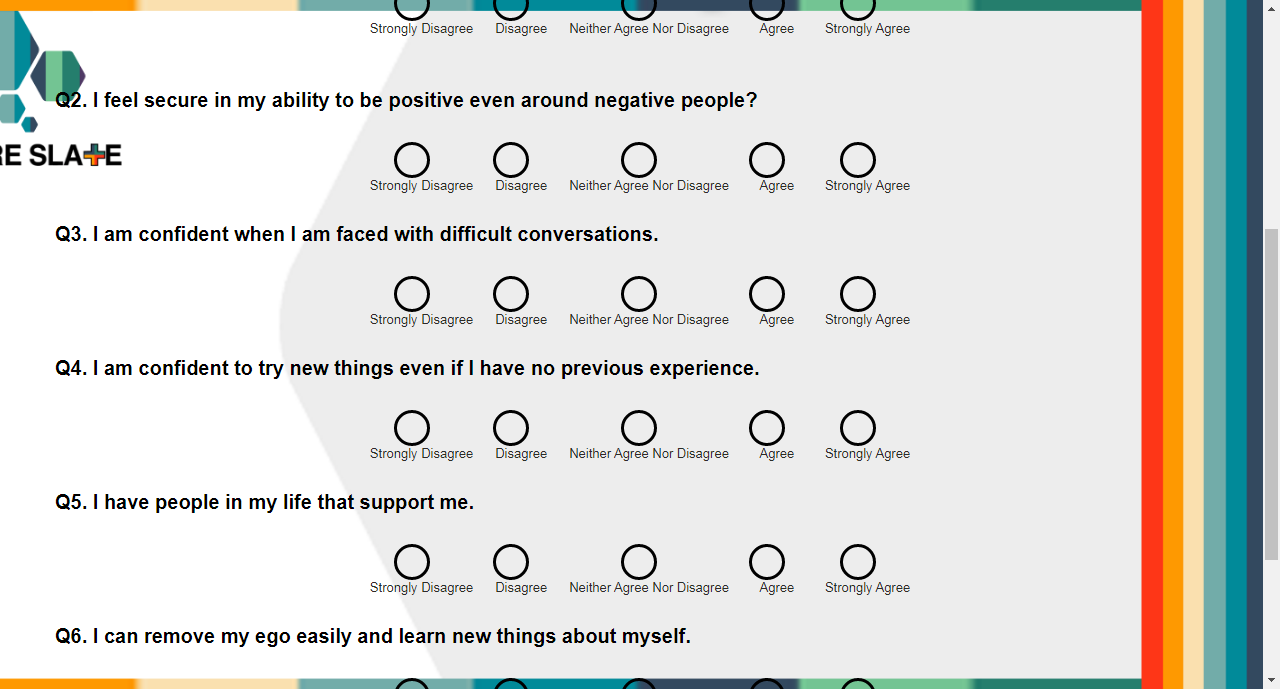 Strongly Disagree Disagree Neither Agree Nor Disagree Agree Strongly Agree
Q2. I feel secure in my ability to be positive even around negative people?
RE SLATE
Strongly Disagree Disagree Neither Agree Nor Disagree Agree Strongly Agree
Q3. I am confident when I am faced with difficult conversations.
Strongly Disagree Disagree Neither Agree Nor Disagree Agree Strongly Agree
Q4. I am confident to try new things even if I have no previous experience.
Strongly Disagree Disagree Neither Agree Nor Disagree Agree Strongly Agree
Q5. I have people in my life that support me.
Strongly Disagree Disagree Neither Agree Nor Disagree Agree Strongly Agree
Q6. I can remove my ego easily and learn new things about myself.